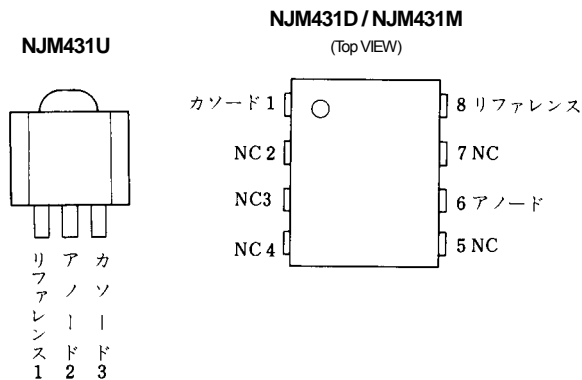 NJM431U
リファレンス 1
アノード 2
カソード 3
NJM431D / NJM431M
(Top VIEW)
カソード 1
NC 2
NC3
NC 4
8 リファレンス
7 NC
6 アノード
5 NC